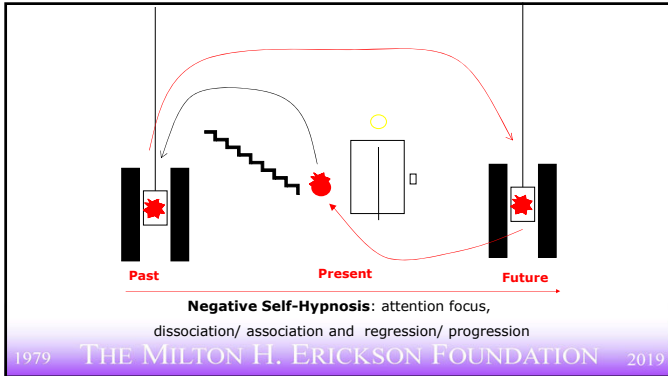 Past
Present
Future
Negative Self-Hypnosis: attention focus,
dissociation/ association and regression/ progression
1979 THE MILTON H. ERICKSON FOUNDATION 2019